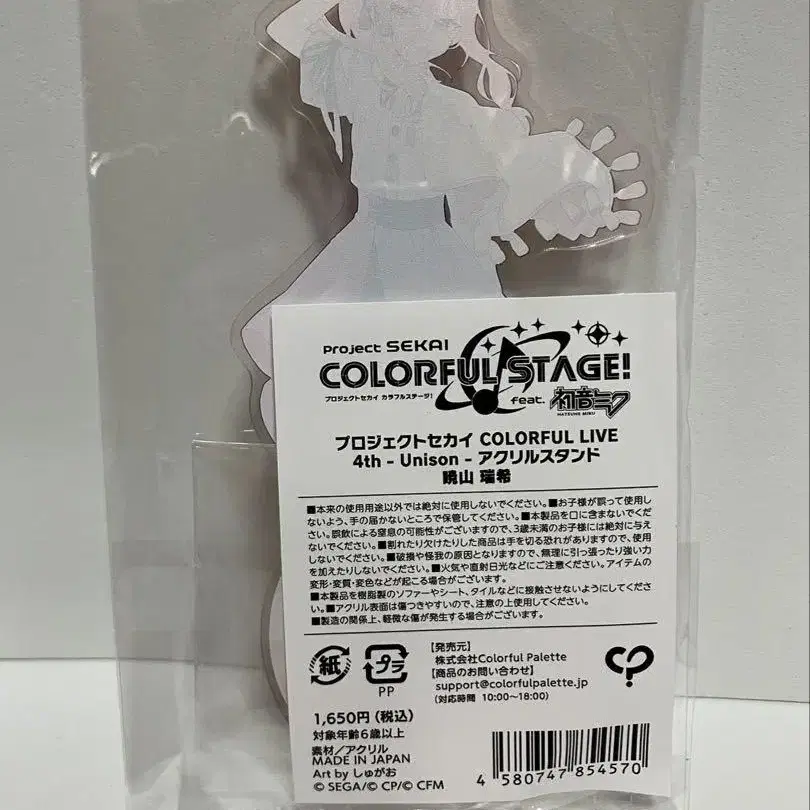 Project SEKAI
COLORFUL STAGE!
プロジェクトセカイ カラフルステージ!
feat. 初音ミク
HATSUNE MIKU
プロジェクトセカイ COLORFUL LIVE
4th - Unison - アクリルスタンド
暁山 瑞希
■本来の使用用途以外では絶対に使用しないでください。■お子様が誤って使用し
ないよう、手の届かないところで保管してください。■本製品を口に含まないでくださ
い。誤飲による窒息の可能性がございますので、3歳未満のお子様には絶対に与え
ないでください。■割れたり欠けたりした商品は手を切る恐れがありますので、使用
しないでください。■破損や怪我の原因となりますので、無理に引っ張ったり強い力
を加えたりしないでください。■火気や直射日光などにご注意ください。アイテムの
変形・変質・変色などが起こる場合がございます。
■本製品を樹脂製のソファーやシート、タイルなどに接触させないようにしてくださ
い。■アクリル表面は傷つきやすいので、注意の上使用してください。
■製造の関係上、軽微な傷が発生する場合がございます。
紙
プラ
PP
【発売元】
株式会社Colorful Palette
【商品のお問い合わせ】
support@colorfulpalette.jp
(対応時間 10:00~18:00)
1,650円(税込)
対象年齢6歳以上
素材/アクリル
MADE IN JAPAN
Art by しゅがお
© SEGA/© CP/© CFM
4 580747 854570